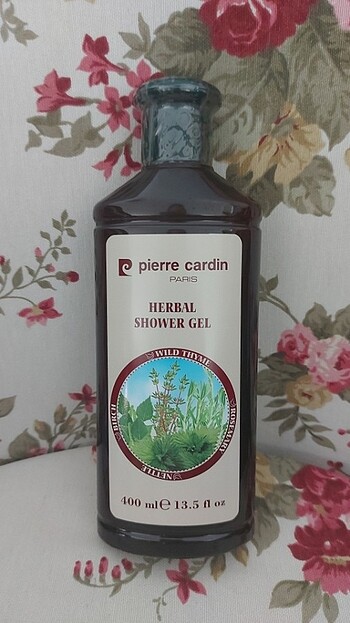 pierre cardin
PARIS
HERBAL
SHOWER GEL
WILD THYME
ROSEMARY
NETTLE
BIRCH
400 ml ℮ 13.5 fl oz